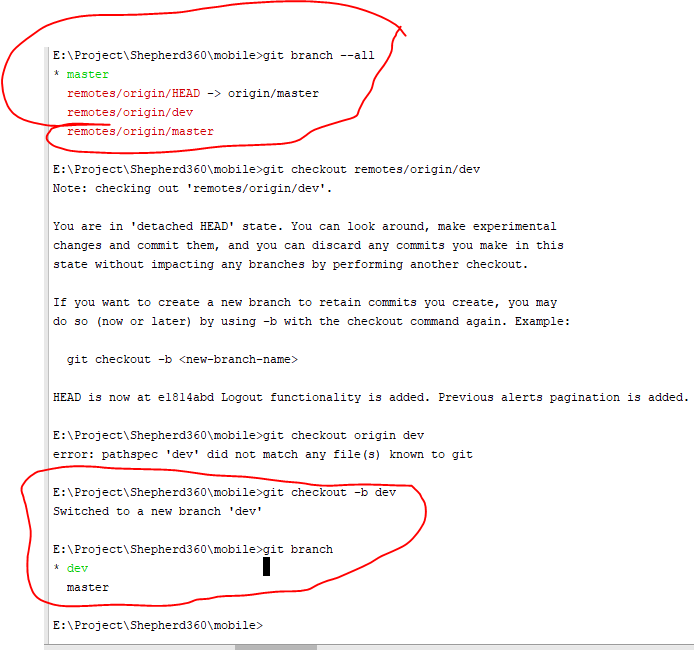 E:\Project\Shepherd360\mobile>git branch --all
* master
remotes/origin/HEAD -> origin/master
remotes/origin/dev
remotes/origin/master
E:\Project\Shepherd360\mobile>git checkout remotes/origin/dev
Note: checking out 'remotes/origin/dev'.
You are in 'detached HEAD' state. You can look around, make experimental
changes and commit them, and you can discard any commits you make in this
state without impacting any branches by performing another checkout.
If you want to create a new branch to retain commits you create, you may
do so (now or later) by using -b with the checkout command again. Example:
git checkout -b <new-branch-name>
HEAD is now at e1814abd Logout functionality is added. Previous alerts pagination is added.
E:\Project\Shepherd360\mobile>git checkout origin dev
error: pathspec 'dev' did not match any file(s) known to git
E:\Project\Shepherd360\mobile>git checkout -b dev
Switched to a new branch 'dev'
E:\Project\Shepherd360\mobile>git branch
* dev
master
E:\Project\Shepherd360\mobile>